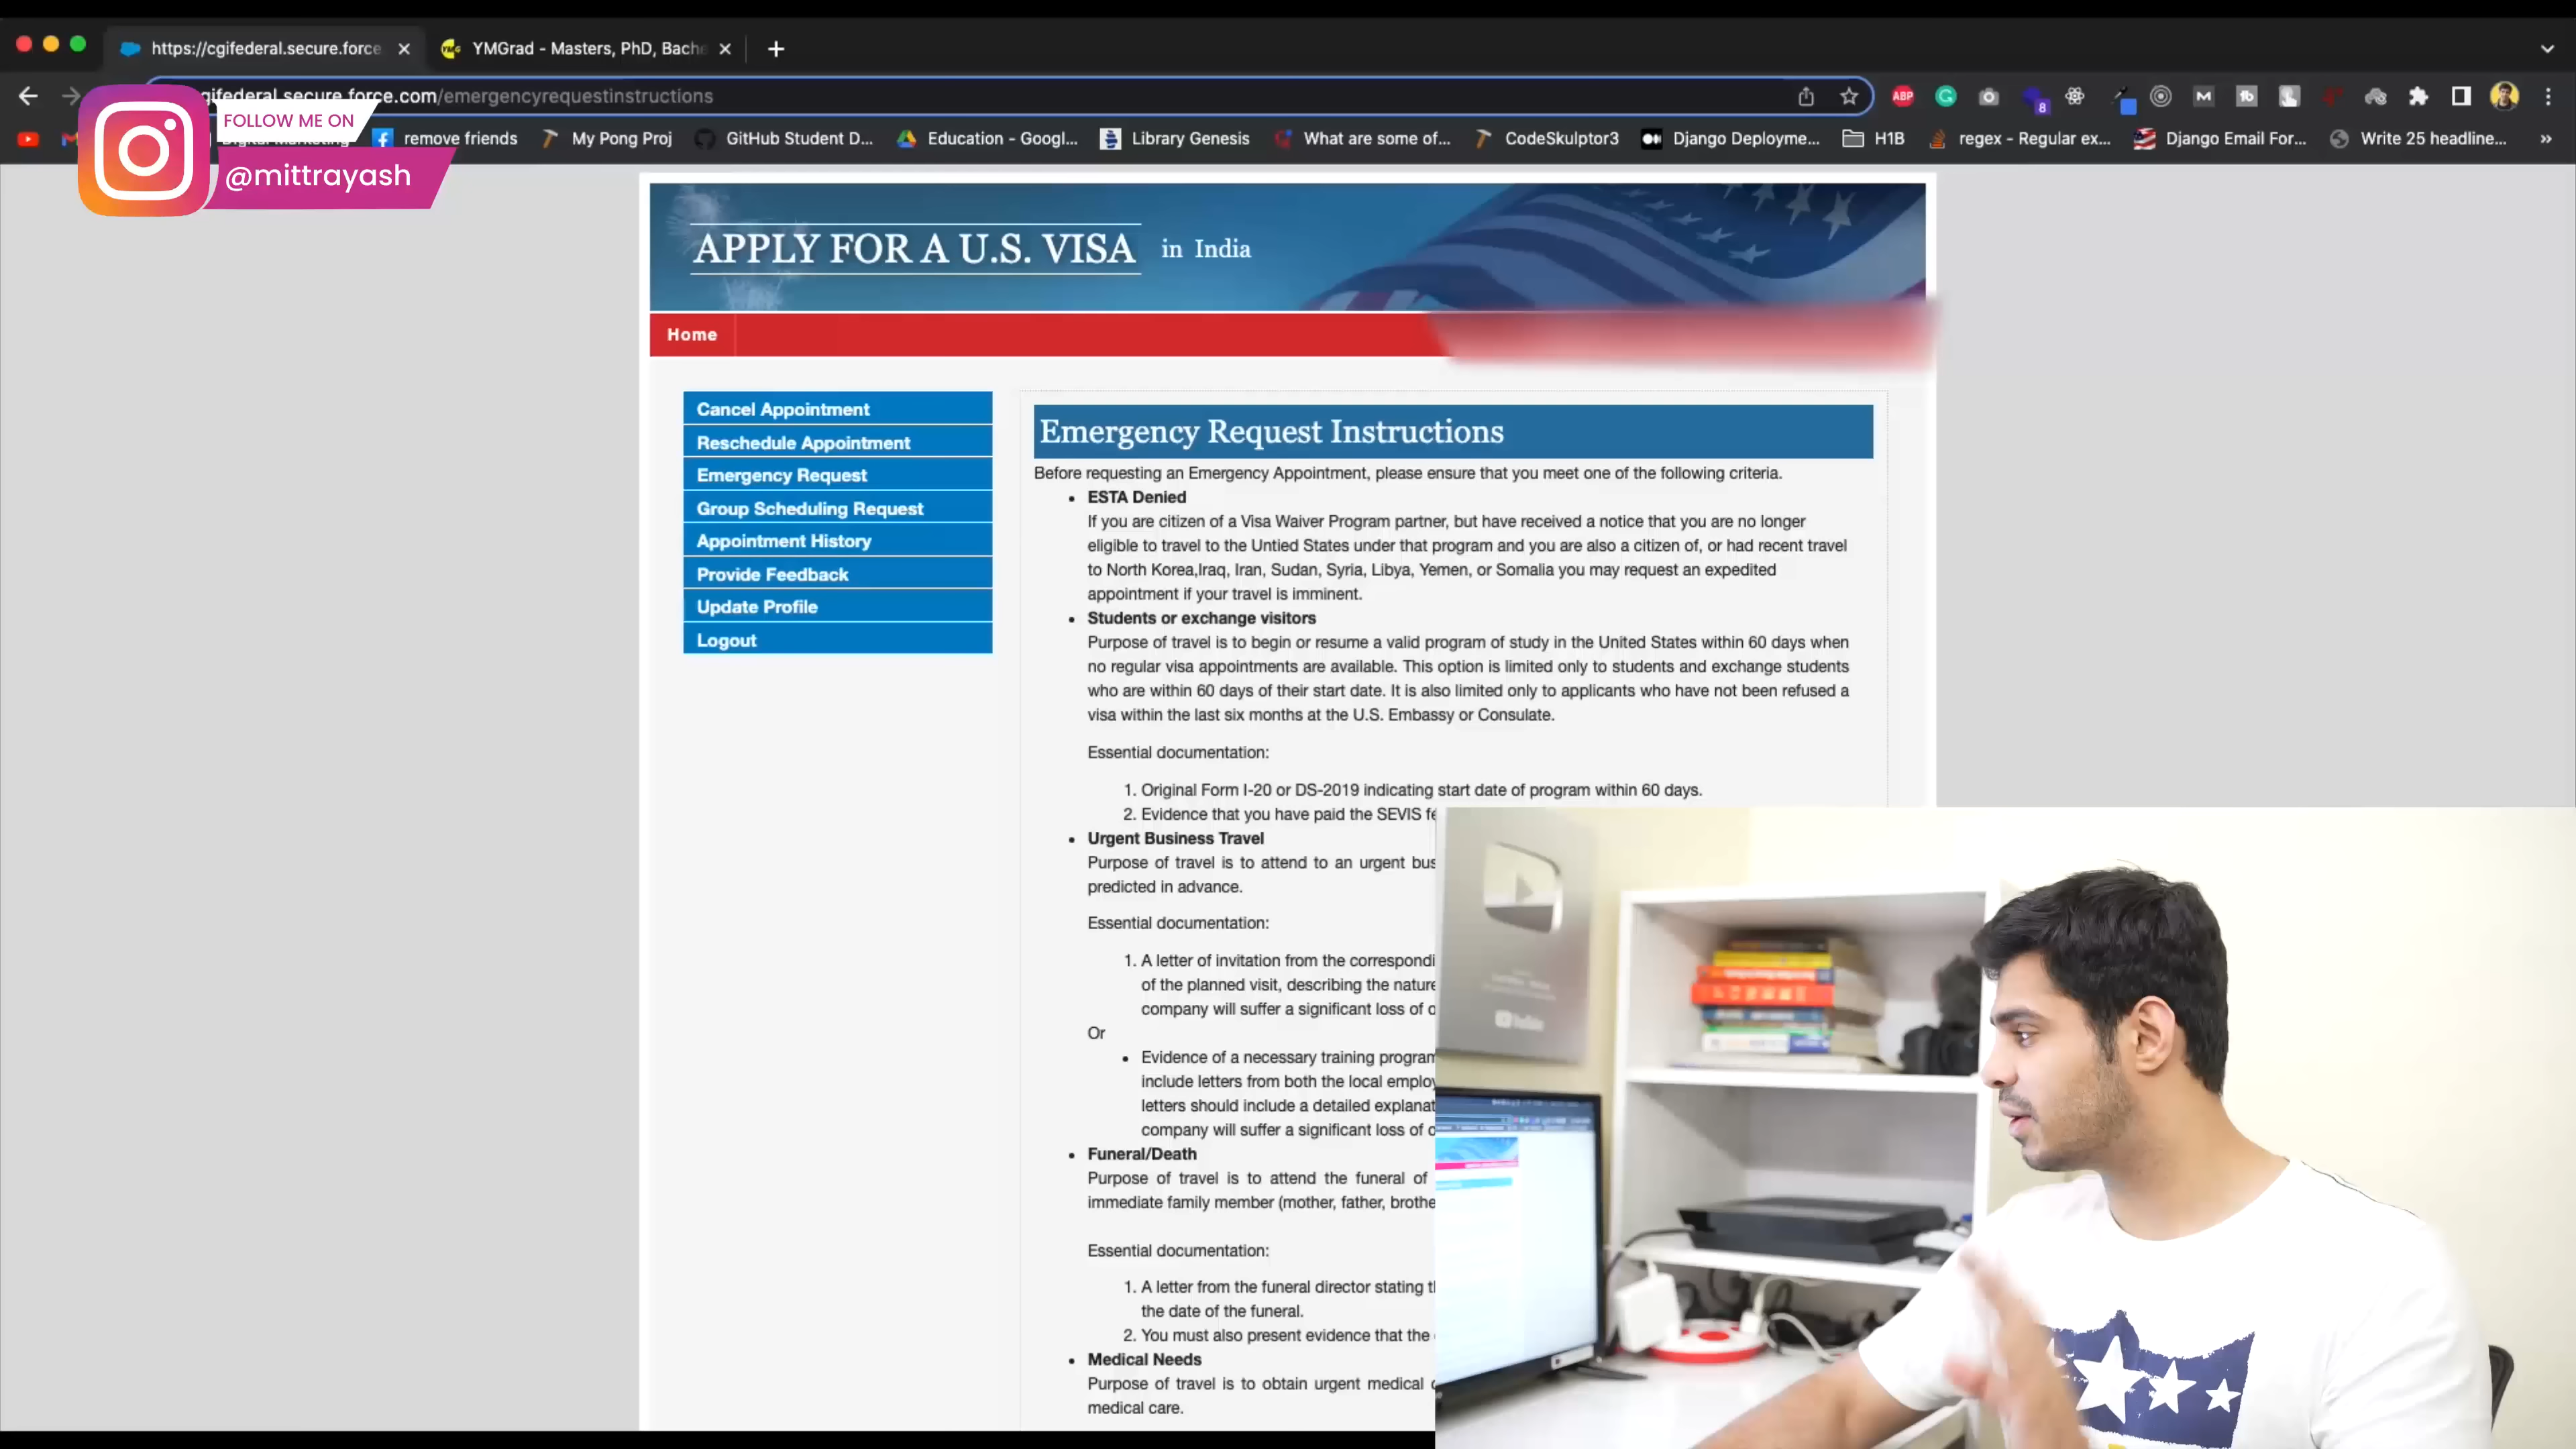 https://cgifederal.secure.force
YMGrad - Masters, PhD, Bache
gifederal.secure.force.com/emergencyrequestinstructions
ABP
8
FOLLOW ME ON
@mittrayash
Digital Marketing
remove friends
My Pong Proj
GitHub Student D...
Education - Googl...
Library Genesis
What are some of...
CodeSkulptor3
Django Deployme...
H1B
regex - Regular ex...
Django Email For...
Write 25 headline...
APPLY FOR A U.S. VISA in India
Home
Cancel Appointment
Reschedule Appointment
Emergency Request
Group Scheduling Request
Appointment History
Provide Feedback
Update Profile
Logout
Emergency Request Instructions
Before requesting an Emergency Appointment, please ensure that you meet one of the following criteria.
• ESTA Denied
If you are citizen of a Visa Waiver Program partner, but have received a notice that you are no longer
eligible to travel to the Untied States under that program and you are also a citizen of, or had recent travel
to North Korea,Iraq, Iran, Sudan, Syria, Libya, Yemen, or Somalia you may request an expedited
appointment if your travel is imminent.
• Students or exchange visitors
Purpose of travel is to begin or resume a valid program of study in the United States within 60 days when
no regular visa appointments are available. This option is limited only to students and exchange students
who are within 60 days of their start date. It is also limited only to applicants who have not been refused a
visa within the last six months at the U.S. Embassy or Consulate.
Essential documentation:
1. Original Form I-20 or DS-2019 indicating start date of program within 60 days.
2. Evidence that you have paid the SEVIS fe
• Urgent Business Travel
Purpose of travel is to attend to an urgent bus
predicted in advance.
Essential documentation:
1. A letter of invitation from the correspondi
of the planned visit, describing the nature
company will suffer a significant loss of o
Or
• Evidence of a necessary training program
include letters from both the local employ
letters should include a detailed explanat
company will suffer a significant loss of o
• Funeral/Death
Purpose of travel is to attend the funeral of
immediate family member (mother, father, brothe
Essential documentation:
1. A letter from the funeral director stating t
the date of the funeral.
2. You must also present evidence that the
• Medical Needs
Purpose of travel is to obtain urgent medical
medical care.
YouTube